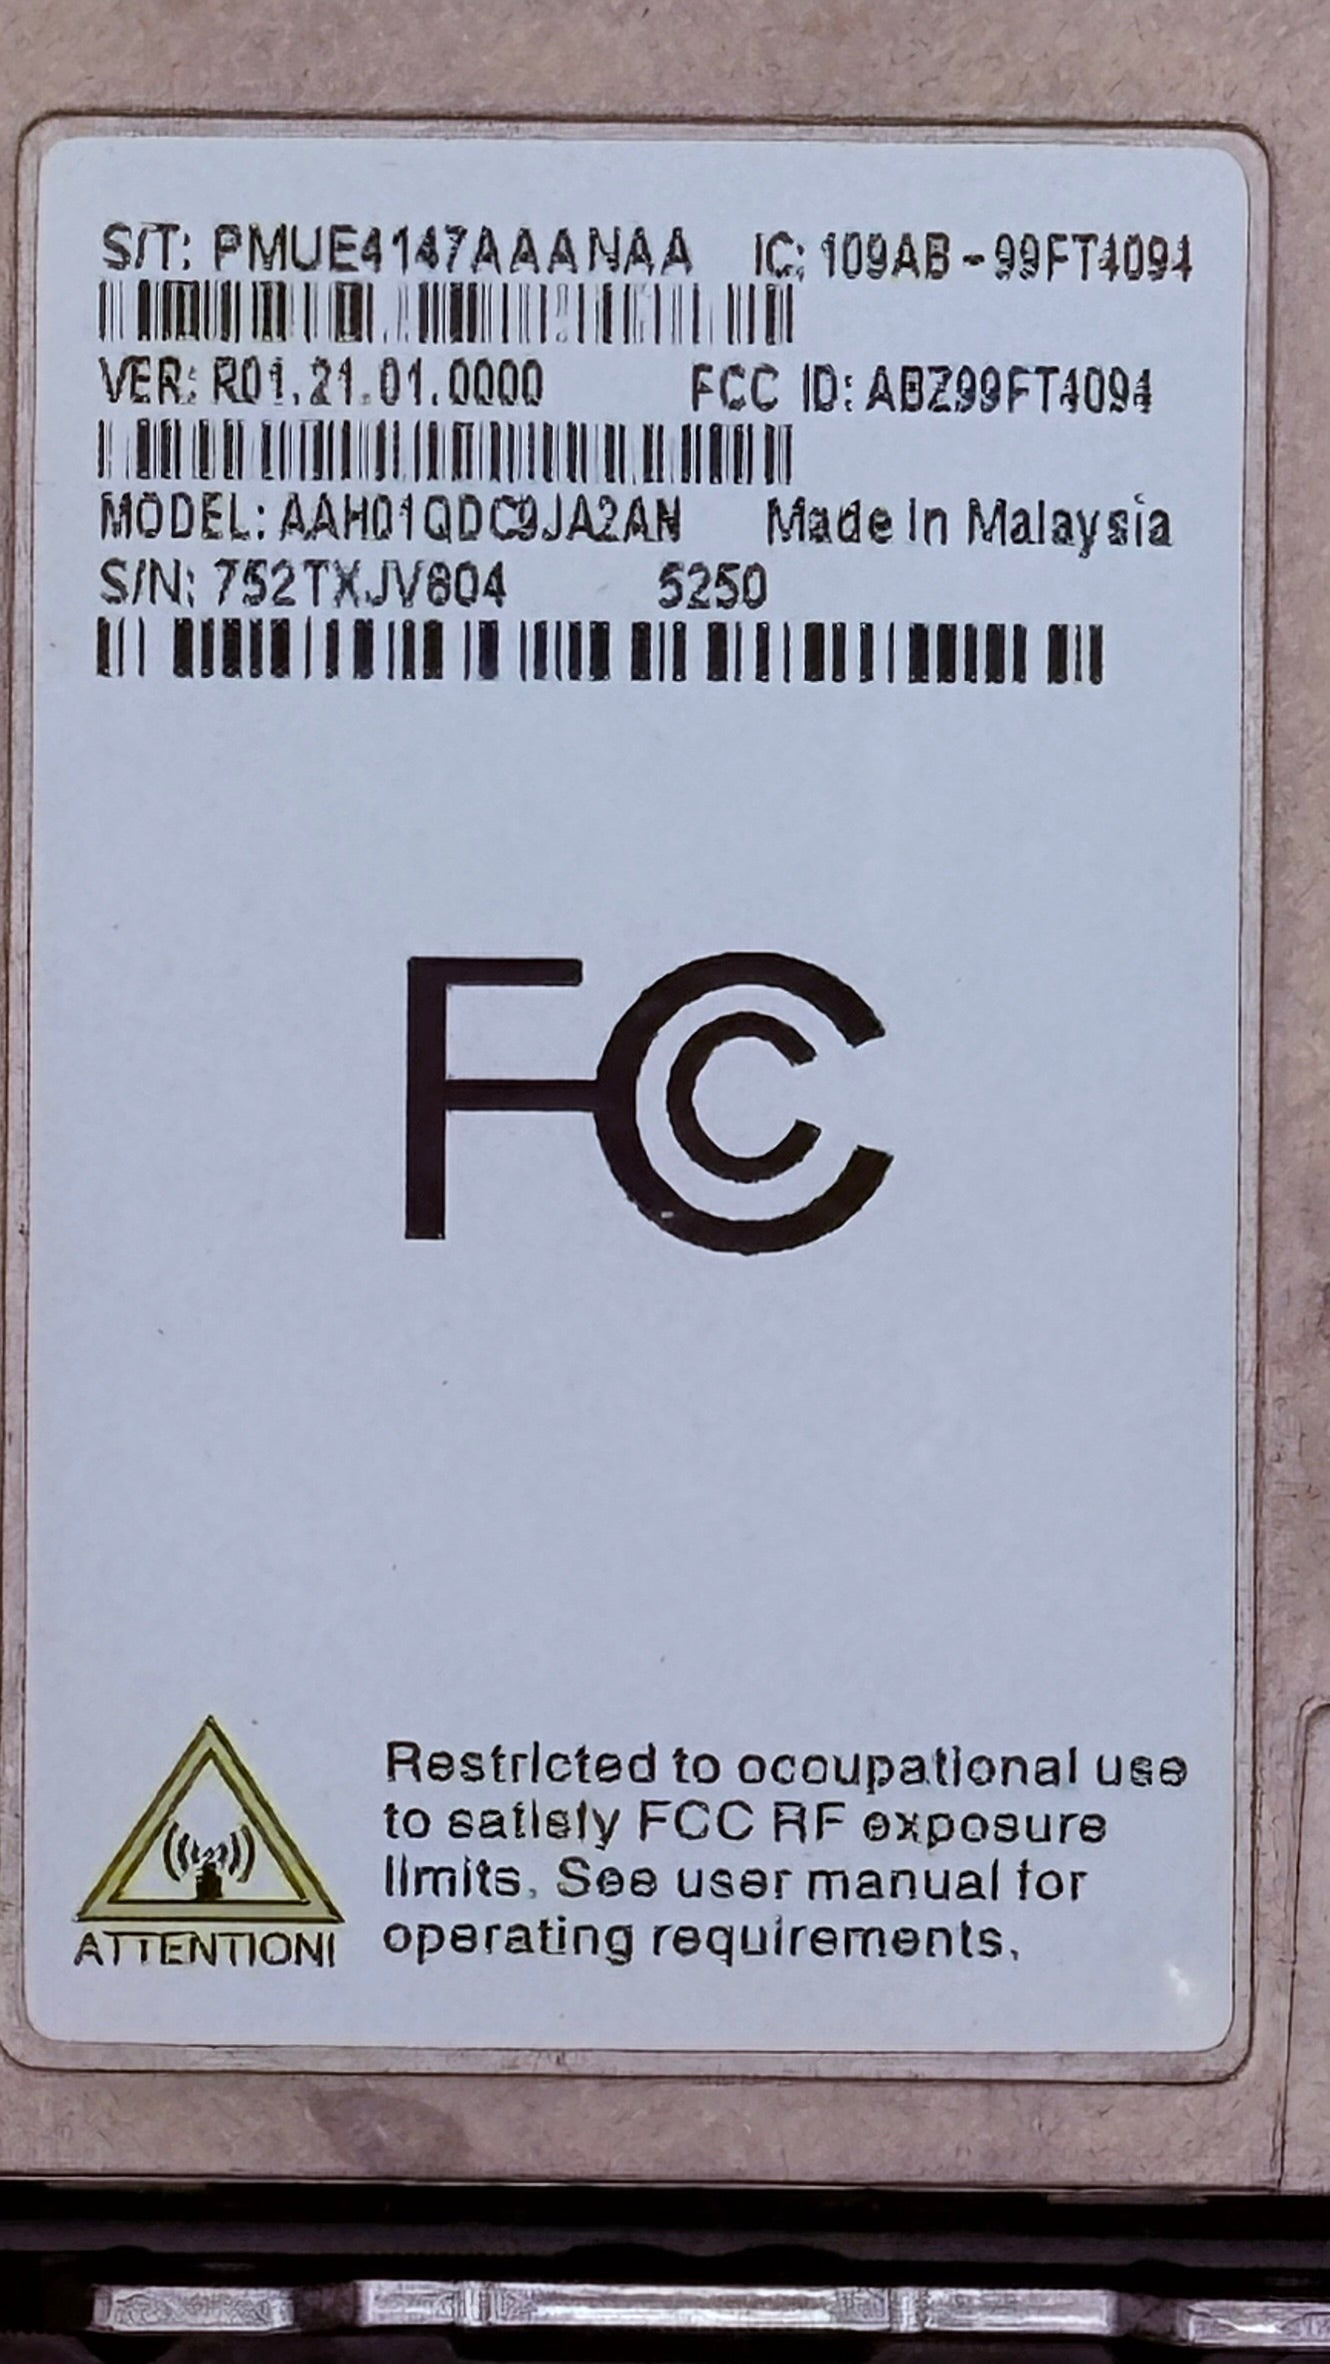 S/T: PMUE4147AAANAA IC: 109AB-99FT4094
VER: R01.21.01.0000 FCC ID: ABZ99FT4094
MODEL: AAH01QDC9JA2AN Made In Malaysia
S/N: 752TXJV804 5250
FCC
Restricted to occupational use
to satisfy FCC RF exposure
limits. See user manual for
operating requirements.
ATTENTION!